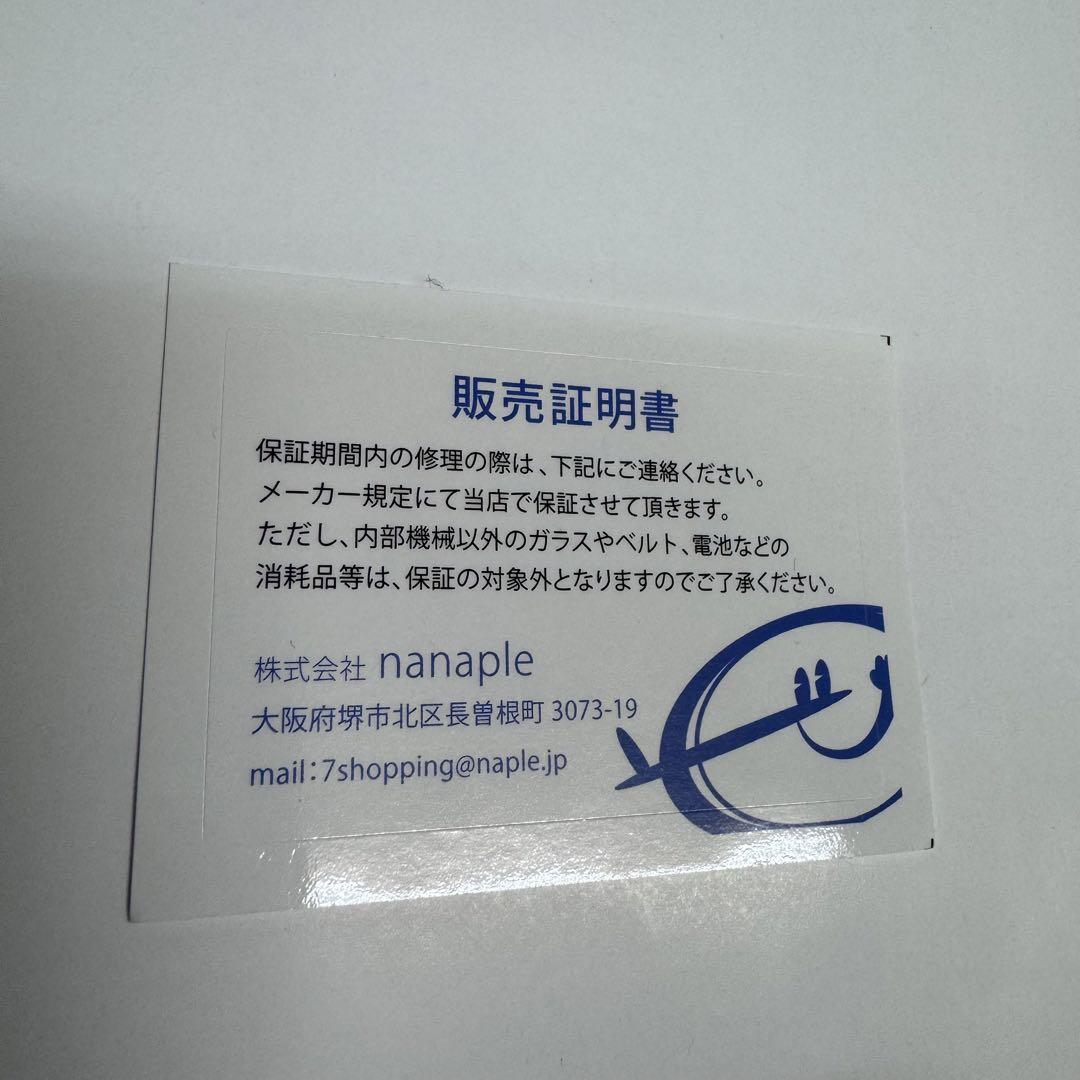 販売証明書
保証期間内の修理の際は、下記にご連絡ください。
メーカー規定にて当店で保証させて頂きます。
ただし、内部機械以外のガラスやベルト、電池などの
消耗品等は、保証の対象外となりますのでご了承ください。
株式会社 nanaple
大阪府堺市北区長曽根町 3073-19
mail：7shopping@naple.jp